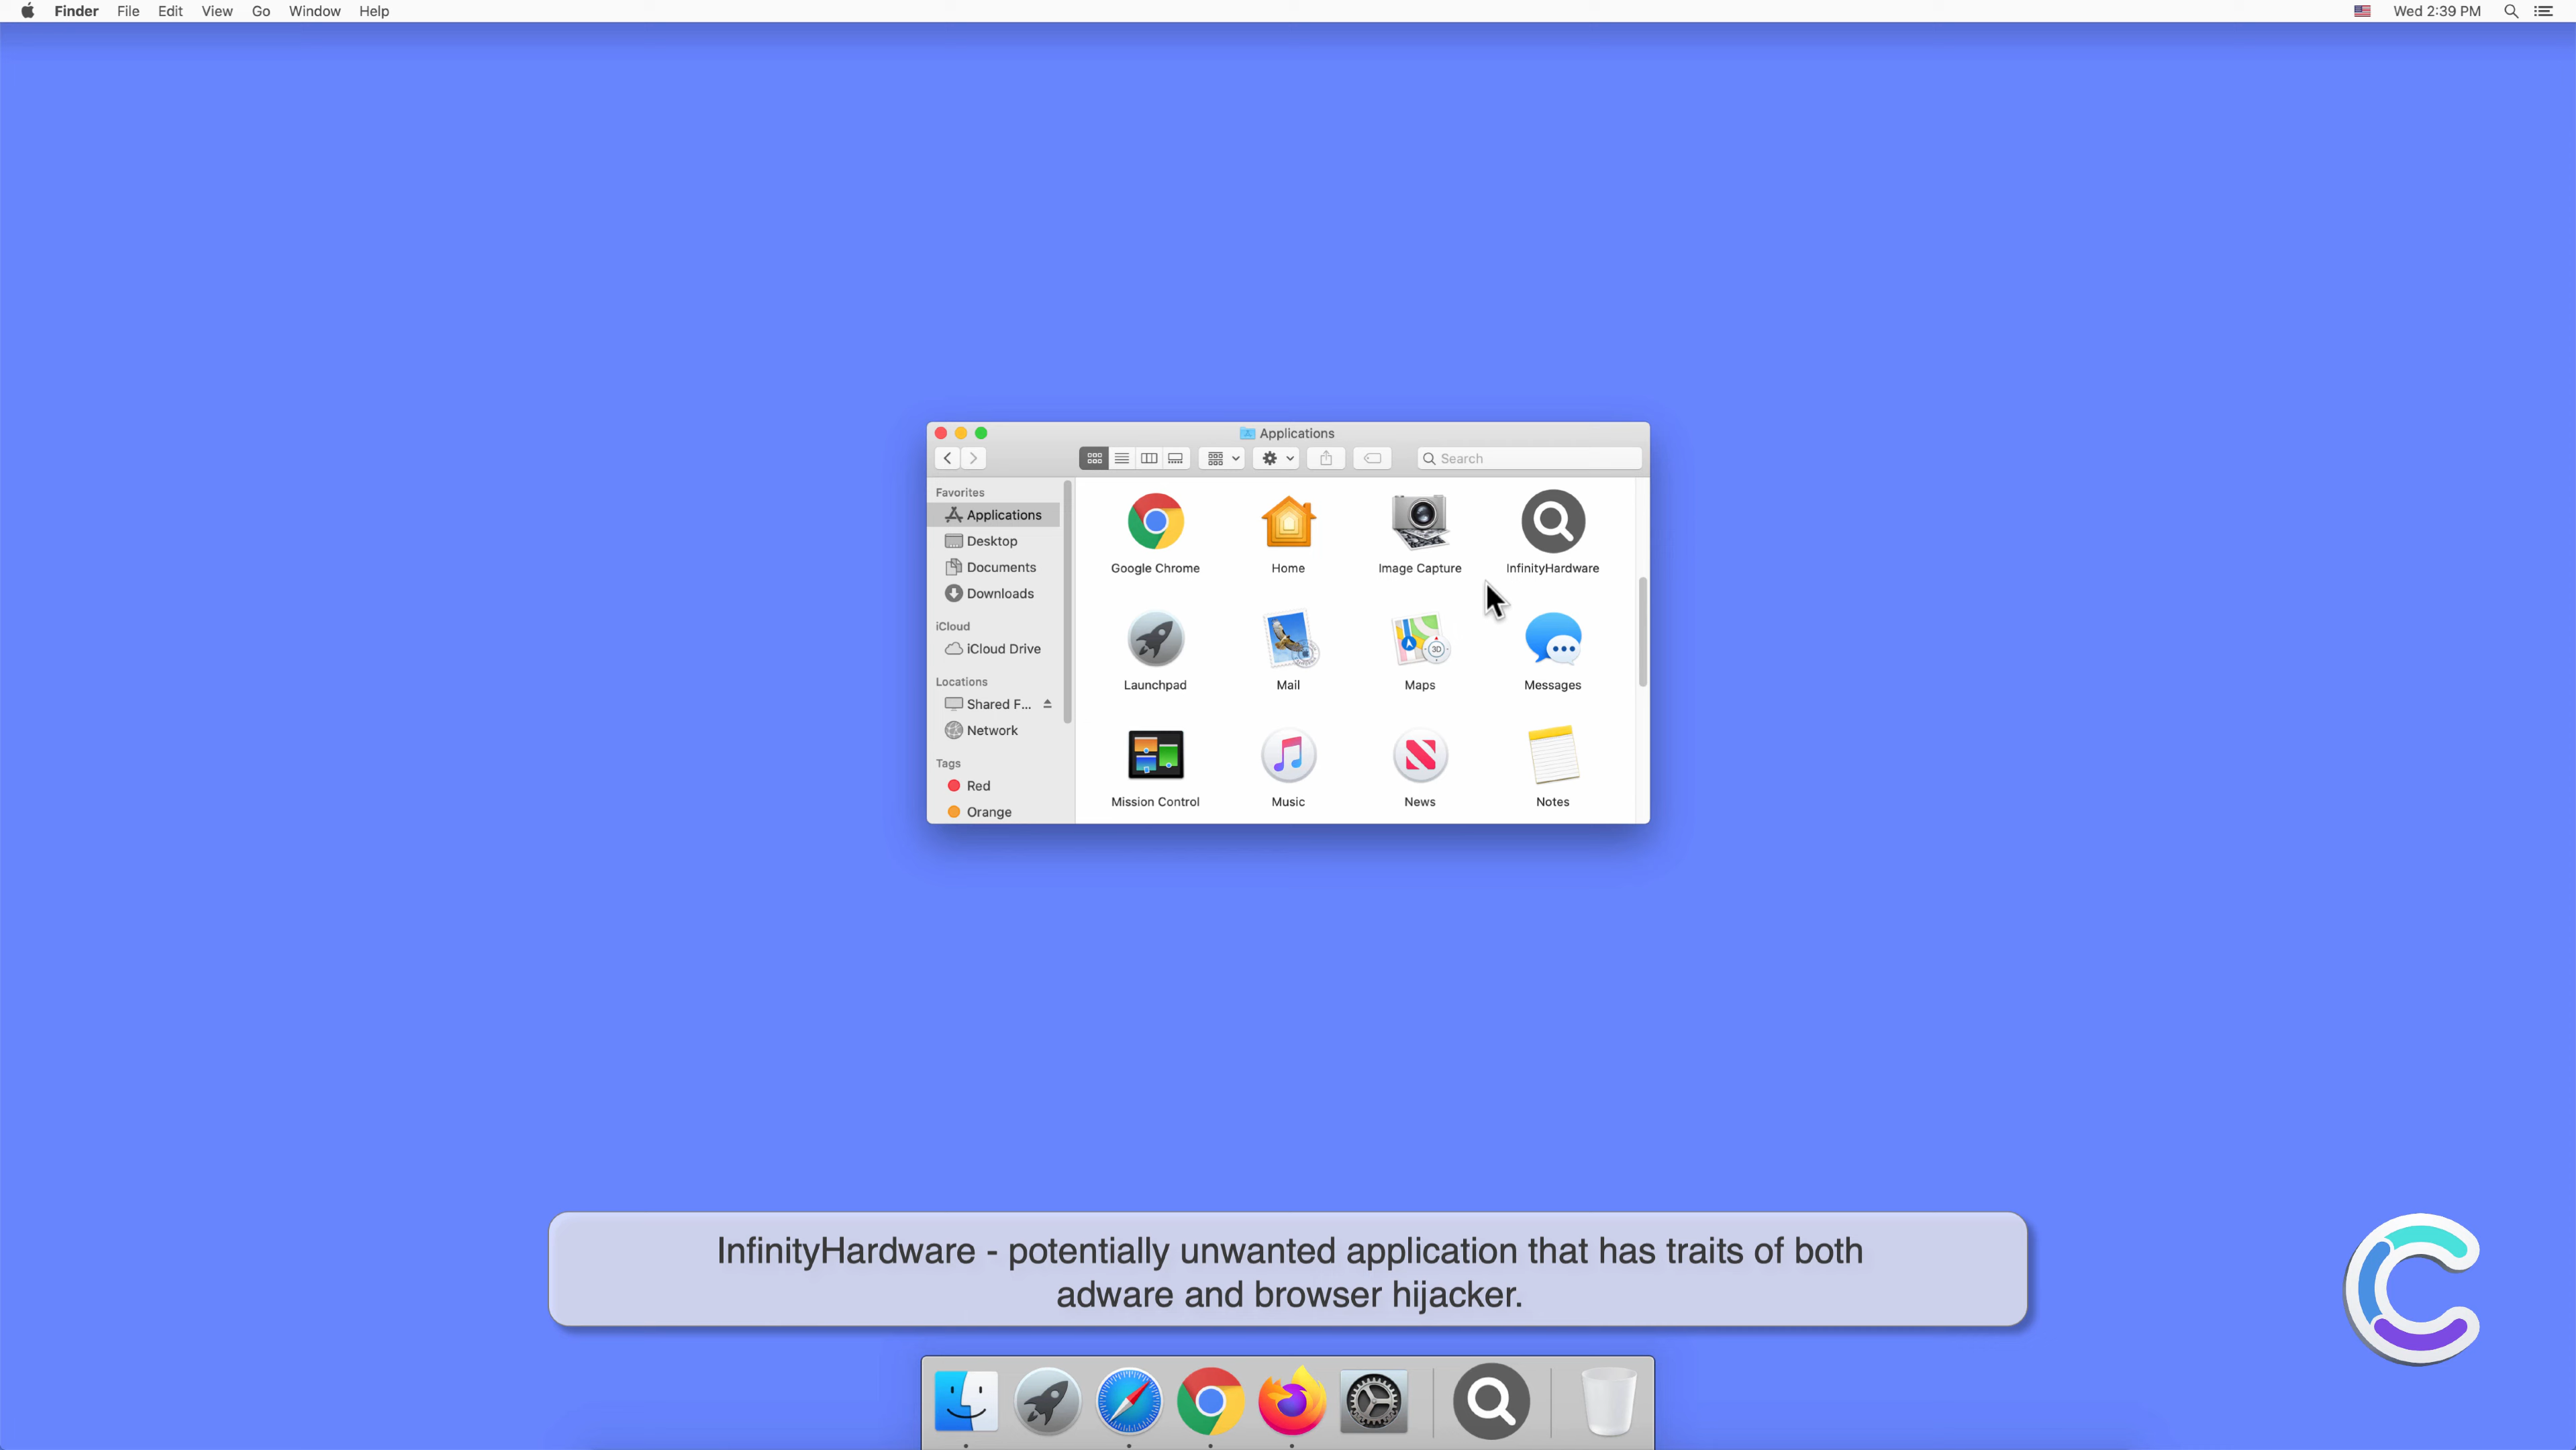 Finder File Edit View Go Window Help Wed 2:39 PM
Applications
Search
Favorites
Applications
Desktop
Documents
Downloads
iCloud
iCloud Drive
Locations
Shared F...
Network
Tags
Red
Orange
Google Chrome Home Image Capture InfinityHardware
Launchpad Mail Maps Messages
3D
Mission Control Music News Notes
InfinityHardware - potentially unwanted application that has traits of both
adware and browser hijacker.
C